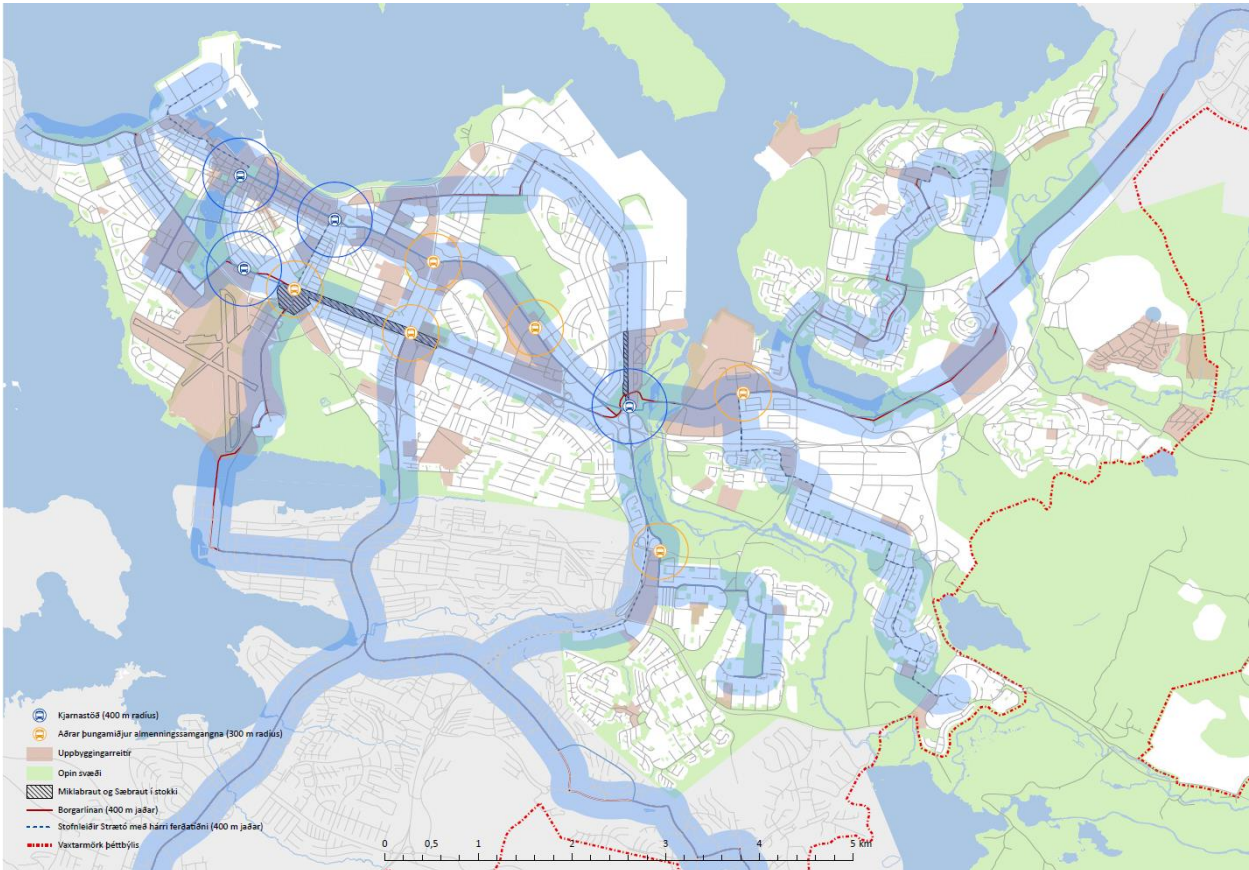 Kjarnastöð (400 m radíus)
Aðrar þungamiðjur almenningssamgangna (300 m radíus)
Uppbyggingarreitir
Opin svæði
Miklabraut og Sæbraut í stokki
Borgarlínan (400 m jaðar)
Stofnleiðir Strætó með hárri ferðatíðni (400 m jaðar)
Vaxtarmörk þéttbýlis
0 0,5 1 2 3 4 5 km